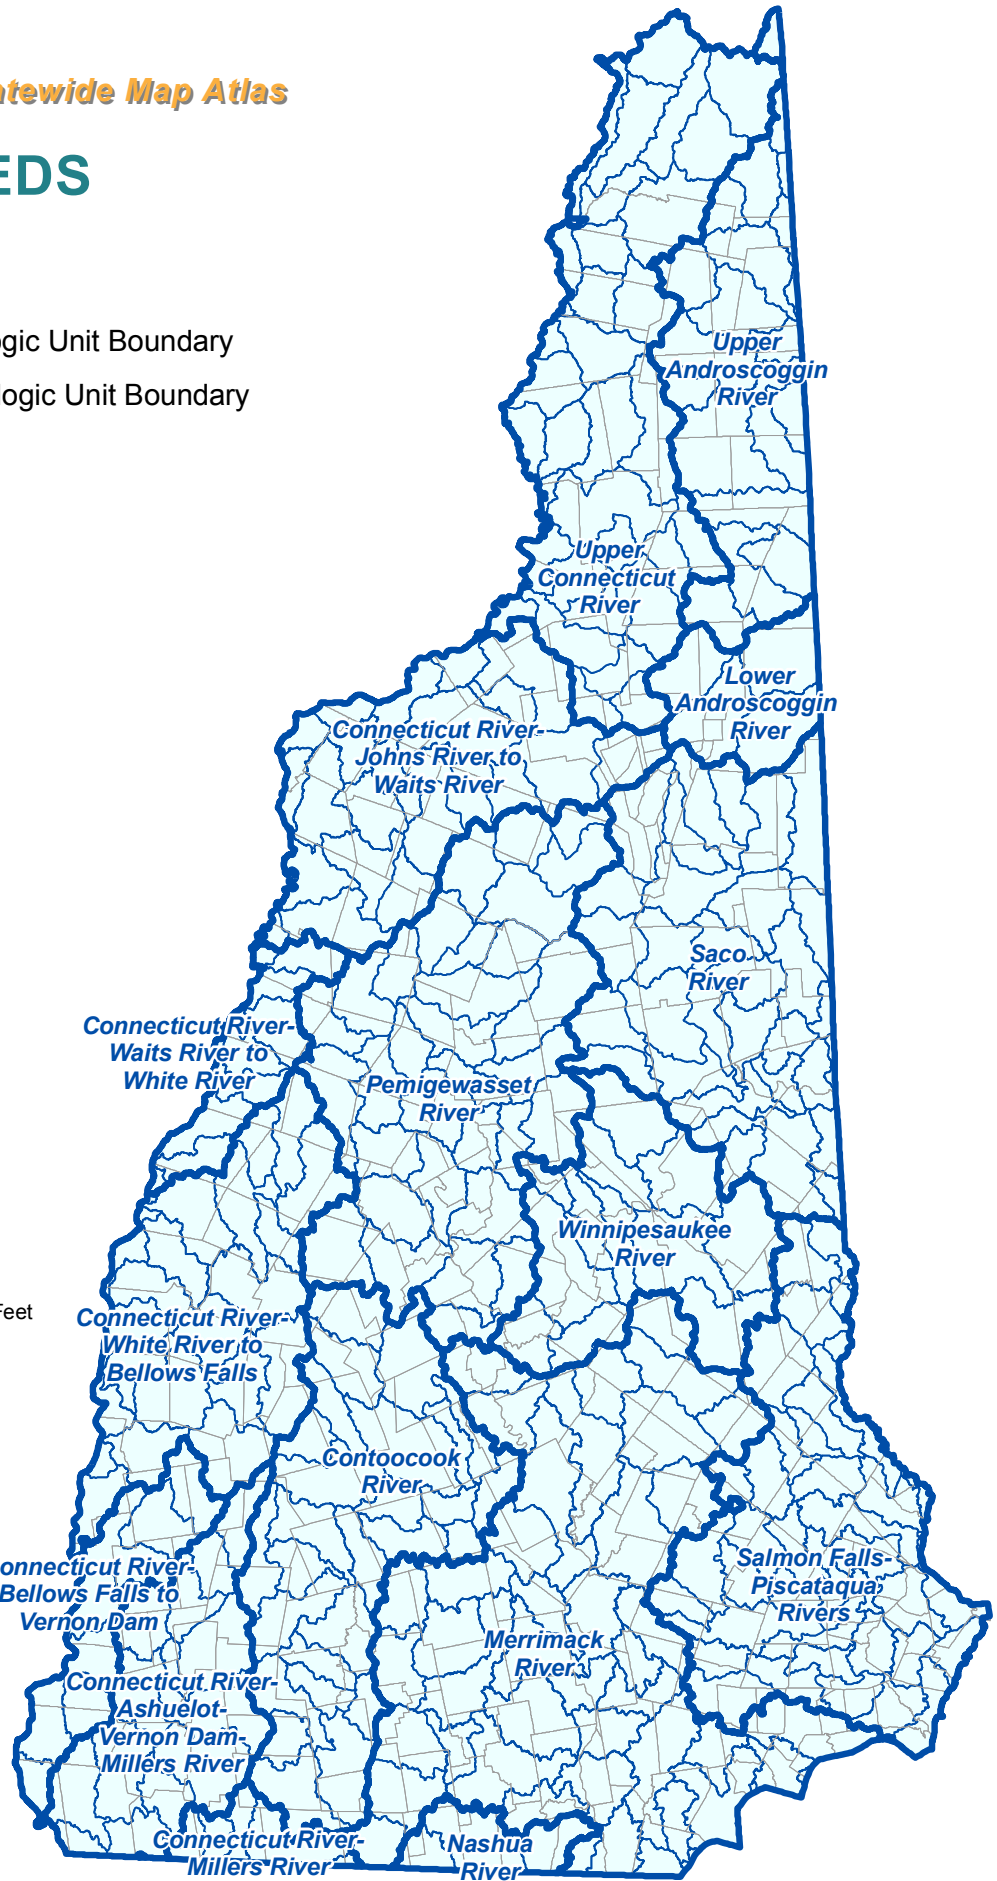 atewide Map Atlas
EDS
ogic Unit Boundary
logic Unit Boundary
Upper
Androscoggin
River
Upper
Connecticut
River
Lower
Androscoggin
River
Connecticut River-
Johns River to
Waits River
Saco
River
Connecticut River-
Waits River to
White River
Pemigewasset
River
Winnipesaukee
River
Feet
Connecticut River-
White River to
Bellows Falls
Contoocook
River
Salmon Falls-
Piscataqua
Rivers
onnecticut River-
Bellows Falls to
Vernon Dam
Merrimack
River
Connecticut River-
Ashuelot-
Vernon Dam-
Millers River
Connecticut River-
Millers River
Nashua
River